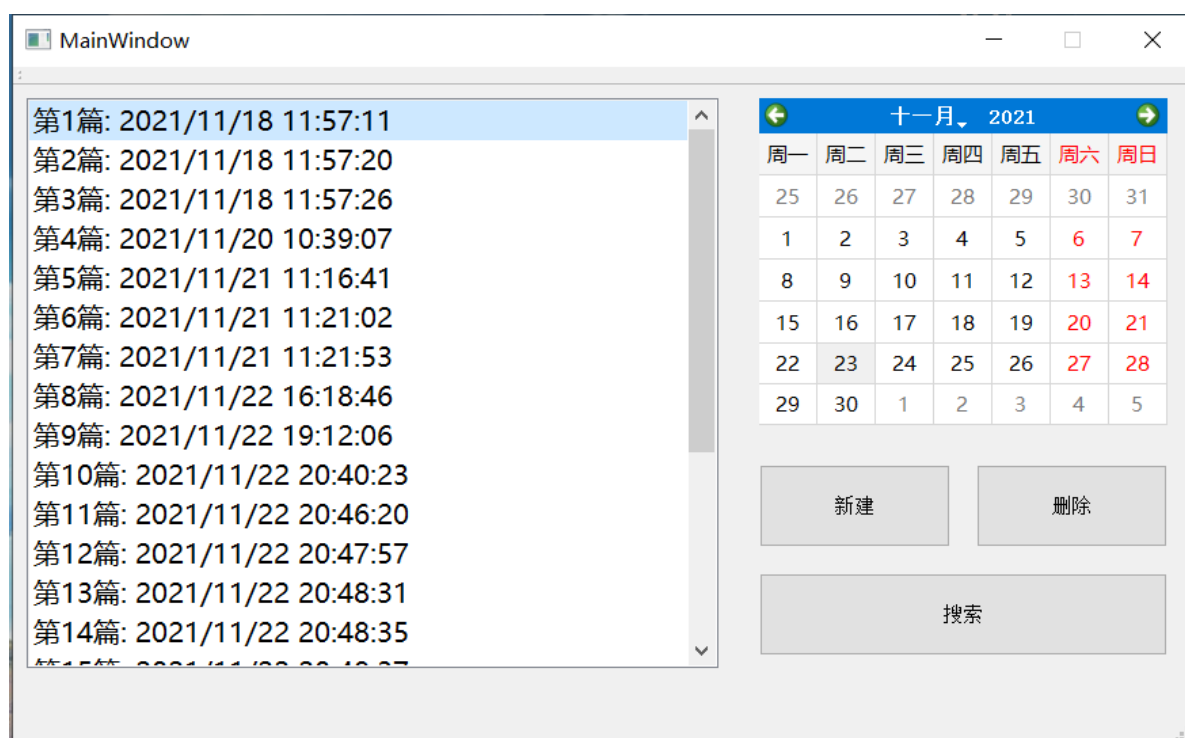 MainWindow
第1篇: 2021/11/18 11:57:11
第2篇: 2021/11/18 11:57:20
第3篇: 2021/11/18 11:57:26
第4篇: 2021/11/20 10:39:07
第5篇: 2021/11/21 11:16:41
第6篇: 2021/11/21 11:21:02
第7篇: 2021/11/21 11:21:53
第8篇: 2021/11/22 16:18:46
第9篇: 2021/11/22 19:12:06
第10篇: 2021/11/22 20:40:23
第11篇: 2021/11/22 20:46:20
第12篇: 2021/11/22 20:47:57
第13篇: 2021/11/22 20:48:31
第14篇: 2021/11/22 20:48:35
十一月 2021
周一 周二 周三 周四 周五 周六 周日
25 26 27 28 29 30 31
1 2 3 4 5 6 7
8 9 10 11 12 13 14
15 16 17 18 19 20 21
22 23 24 25 26 27 28
29 30 1 2 3 4 5
新建 删除
搜索